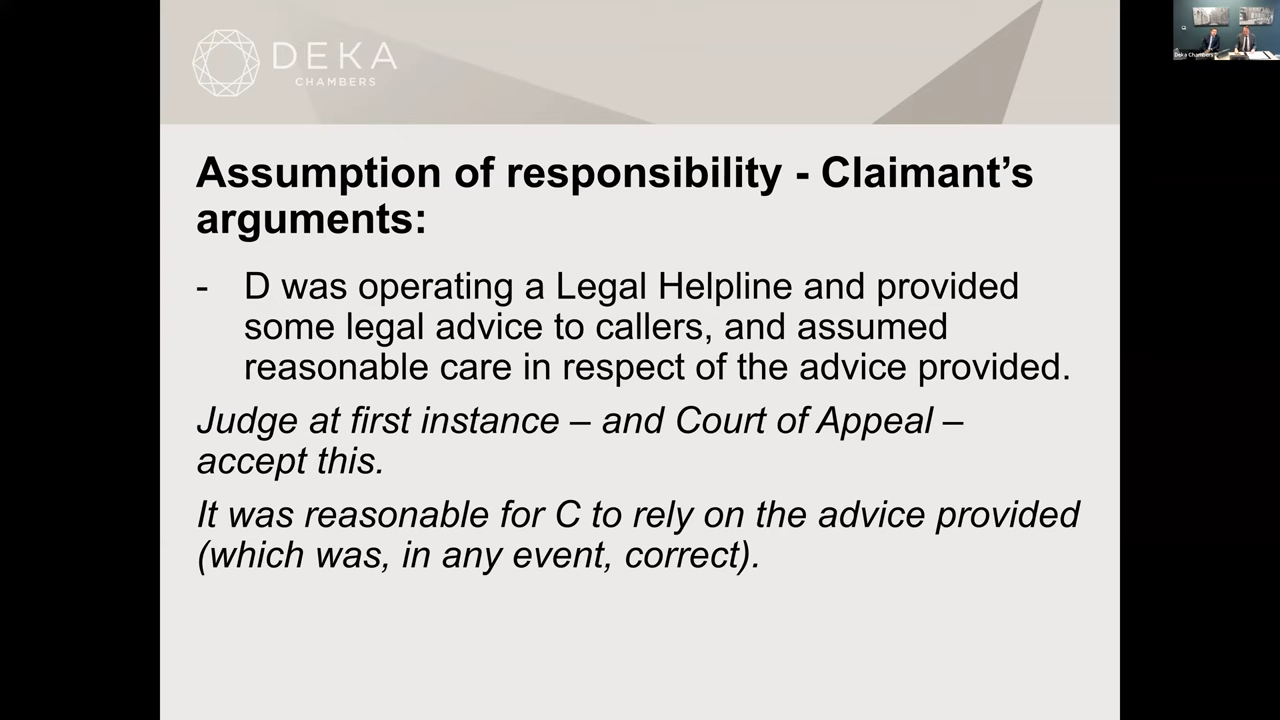 DEKA
CHAMBERS
Deka Chambers
Assumption of responsibility - Claimant’s
arguments:
- D was operating a Legal Helpline and provided
some legal advice to callers, and assumed
reasonable care in respect of the advice provided.
Judge at first instance – and Court of Appeal –
accept this.
It was reasonable for C to rely on the advice provided
(which was, in any event, correct).